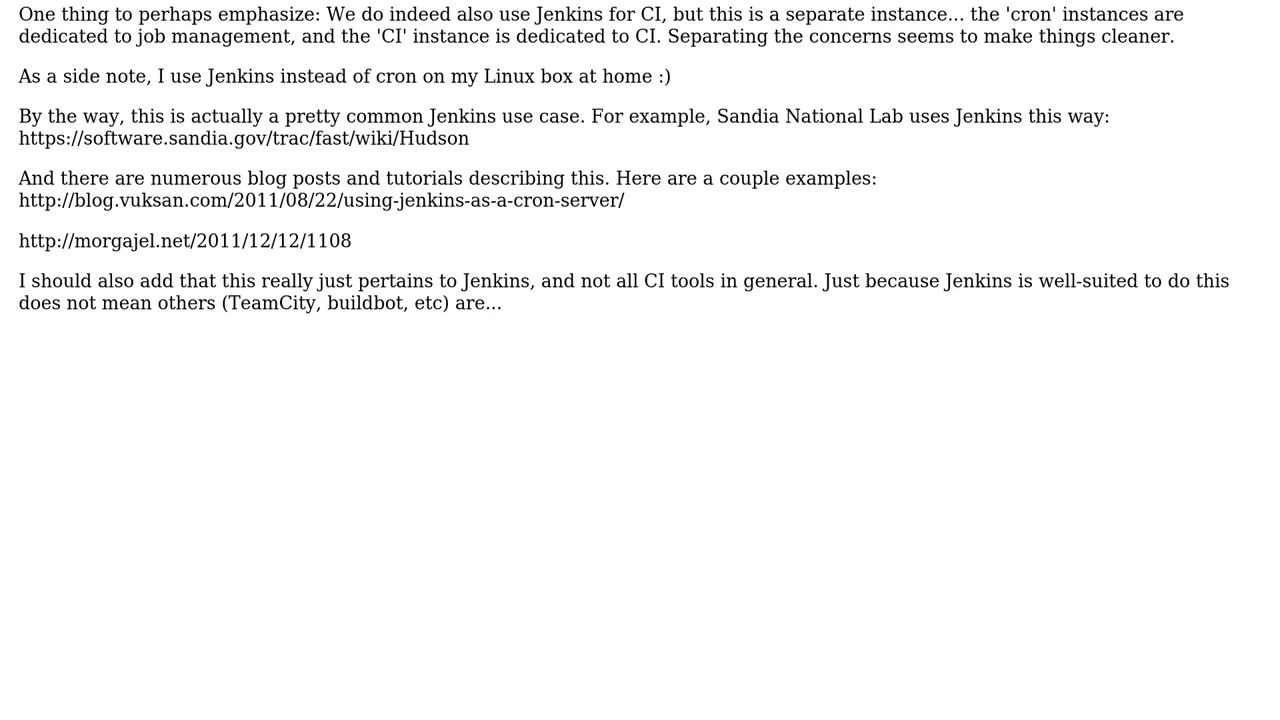 One thing to perhaps emphasize: We do indeed also use Jenkins for CI, but this is a separate instance... the 'cron' instances are
dedicated to job management, and the 'CI' instance is dedicated to CI. Separating the concerns seems to make things cleaner.
As a side note, I use Jenkins instead of cron on my Linux box at home :)
By the way, this is actually a pretty common Jenkins use case. For example, Sandia National Lab uses Jenkins this way:
https://software.sandia.gov/trac/fast/wiki/Hudson
And there are numerous blog posts and tutorials describing this. Here are a couple examples:
http://blog.vuksan.com/2011/08/22/using-jenkins-as-a-cron-server/
http://morgajel.net/2011/12/12/1108
I should also add that this really just pertains to Jenkins, and not all CI tools in general. Just because Jenkins is well-suited to do this
does not mean others (TeamCity, buildbot, etc) are...